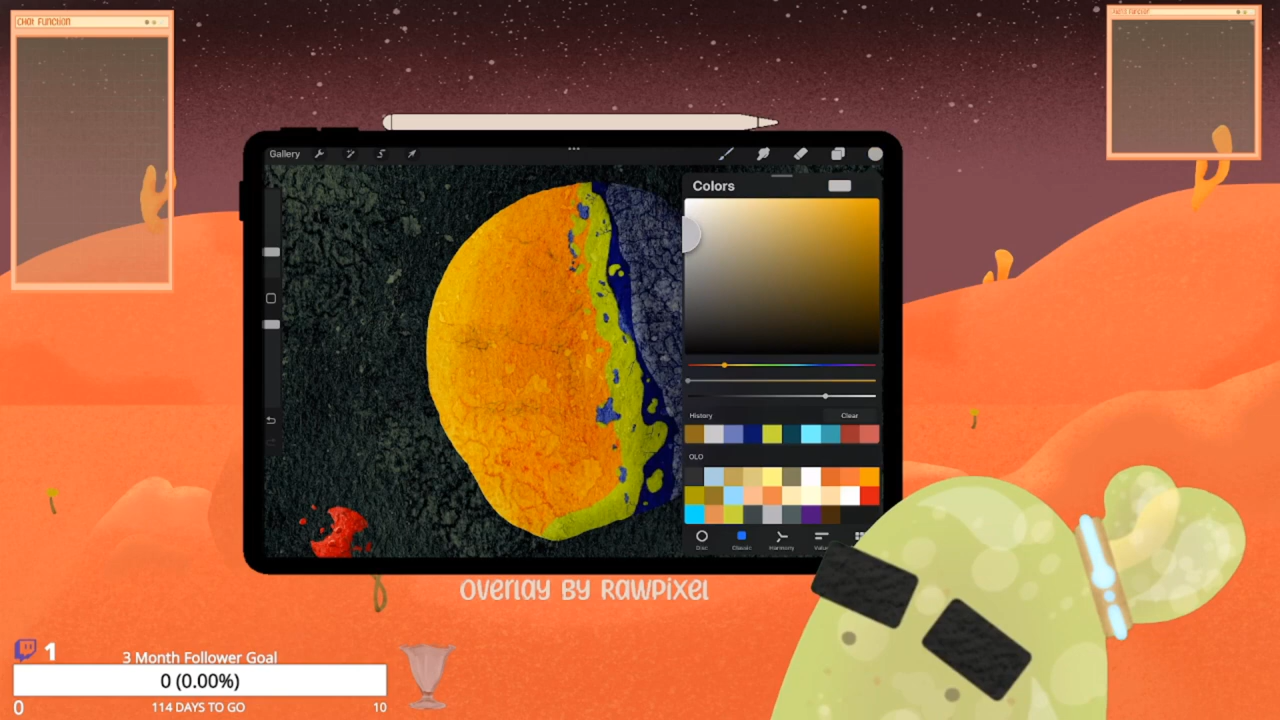 CHAT FUNCTION
Gallery
Colors
History
Clear
OLO
Disc
Classic
Harmony
OVERLAY BY RAWPIXEL
1
3 Month Follower Goal
0 (0.00%)
0
114 DAYS TO GO
10